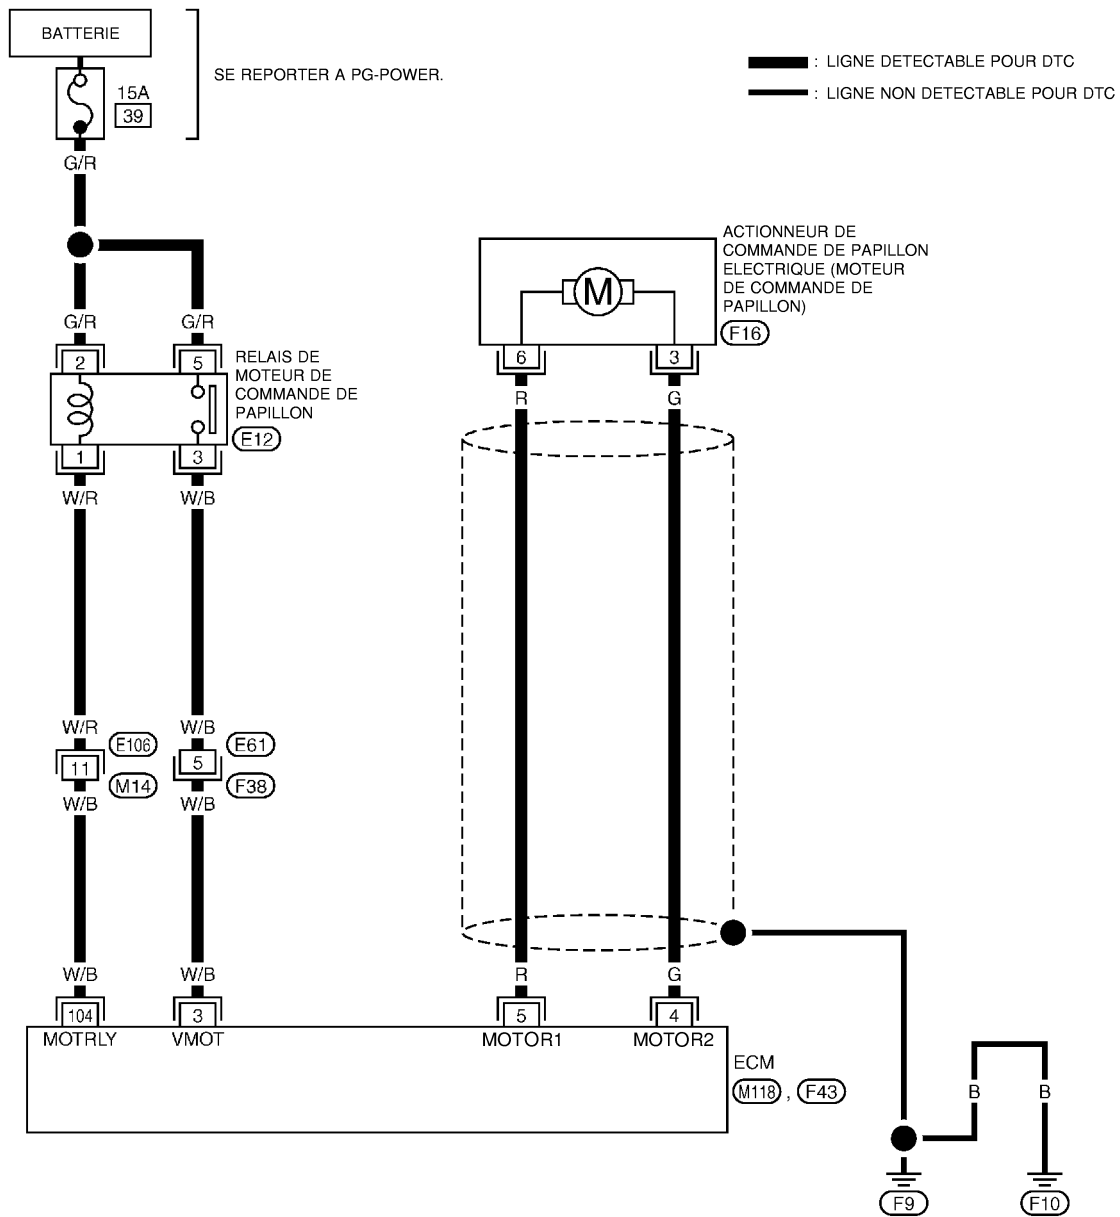 BATTERIE
15A
39
SE REPORTER A PG-POWER.
: LIGNE DETECTABLE POUR DTC
: LIGNE NON DETECTABLE POUR DTC
G/R
G/R
G/R
2
5
RELAIS DE
MOTEUR DE
COMMANDE DE
PAPILLON
E12
1
3
W/R
W/B
ACTIONNEUR DE
COMMANDE DE PAPILLON
ELECTRIQUE (MOTEUR
DE COMMANDE DE
PAPILLON)
F16
M
6
3
R
G
W/R
W/B
E106
E61
11
5
M14
F38
W/B
W/B
W/B
W/B
R
G
104
3
5
4
MOTRLY
VMOT
MOTOR1
MOTOR2
ECM
M118 , F43
B
B
F9
F10